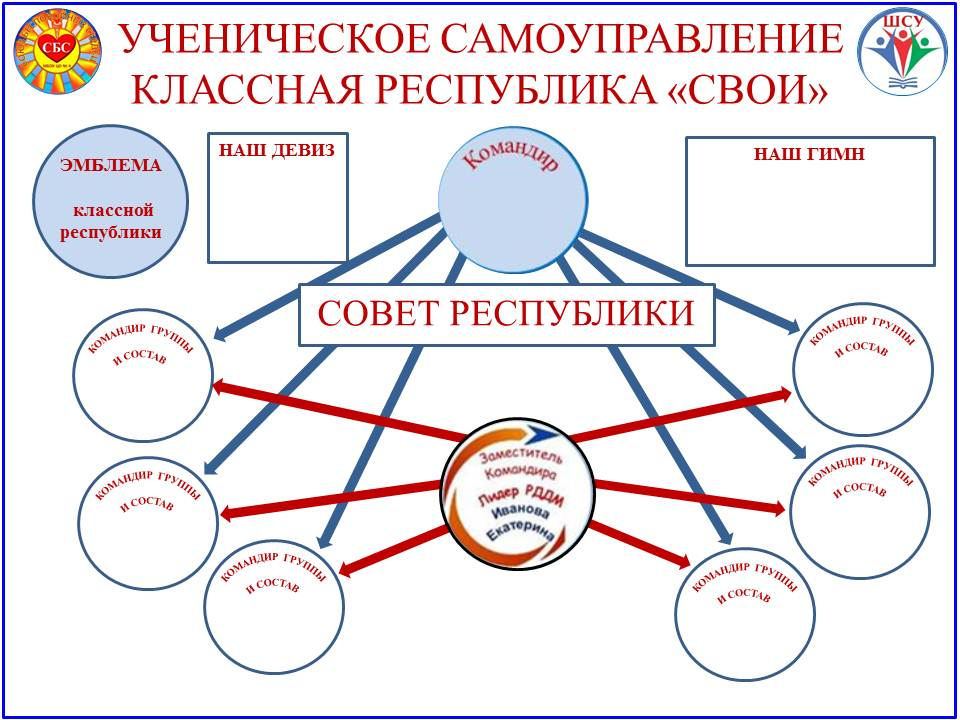 УЧЕНИЧЕСКОЕ САМОУПРАВЛЕНИЕ
КЛАССНАЯ РЕСПУБЛИКА «СВОИ»
СБС
ШСУ
ЭМБЛЕМА
классной
республики
НАШ ДЕВИЗ
Командир
НАШ ГИМН
СОВЕТ РЕСПУБЛИКИ
КОМАНДИР ГРУППЫ
И СОСТАВ
КОМАНДИР ГРУППЫ
И СОСТАВ
КОМАНДИР ГРУППЫ
И СОСТАВ
Заместитель
Командира
Лидер РДДМ
Иванова
Екатерина
КОМАНДИР ГРУППЫ
И СОСТАВ
КОМАНДИР ГРУППЫ
И СОСТАВ
КОМАНДИР ГРУППЫ
И СОСТАВ